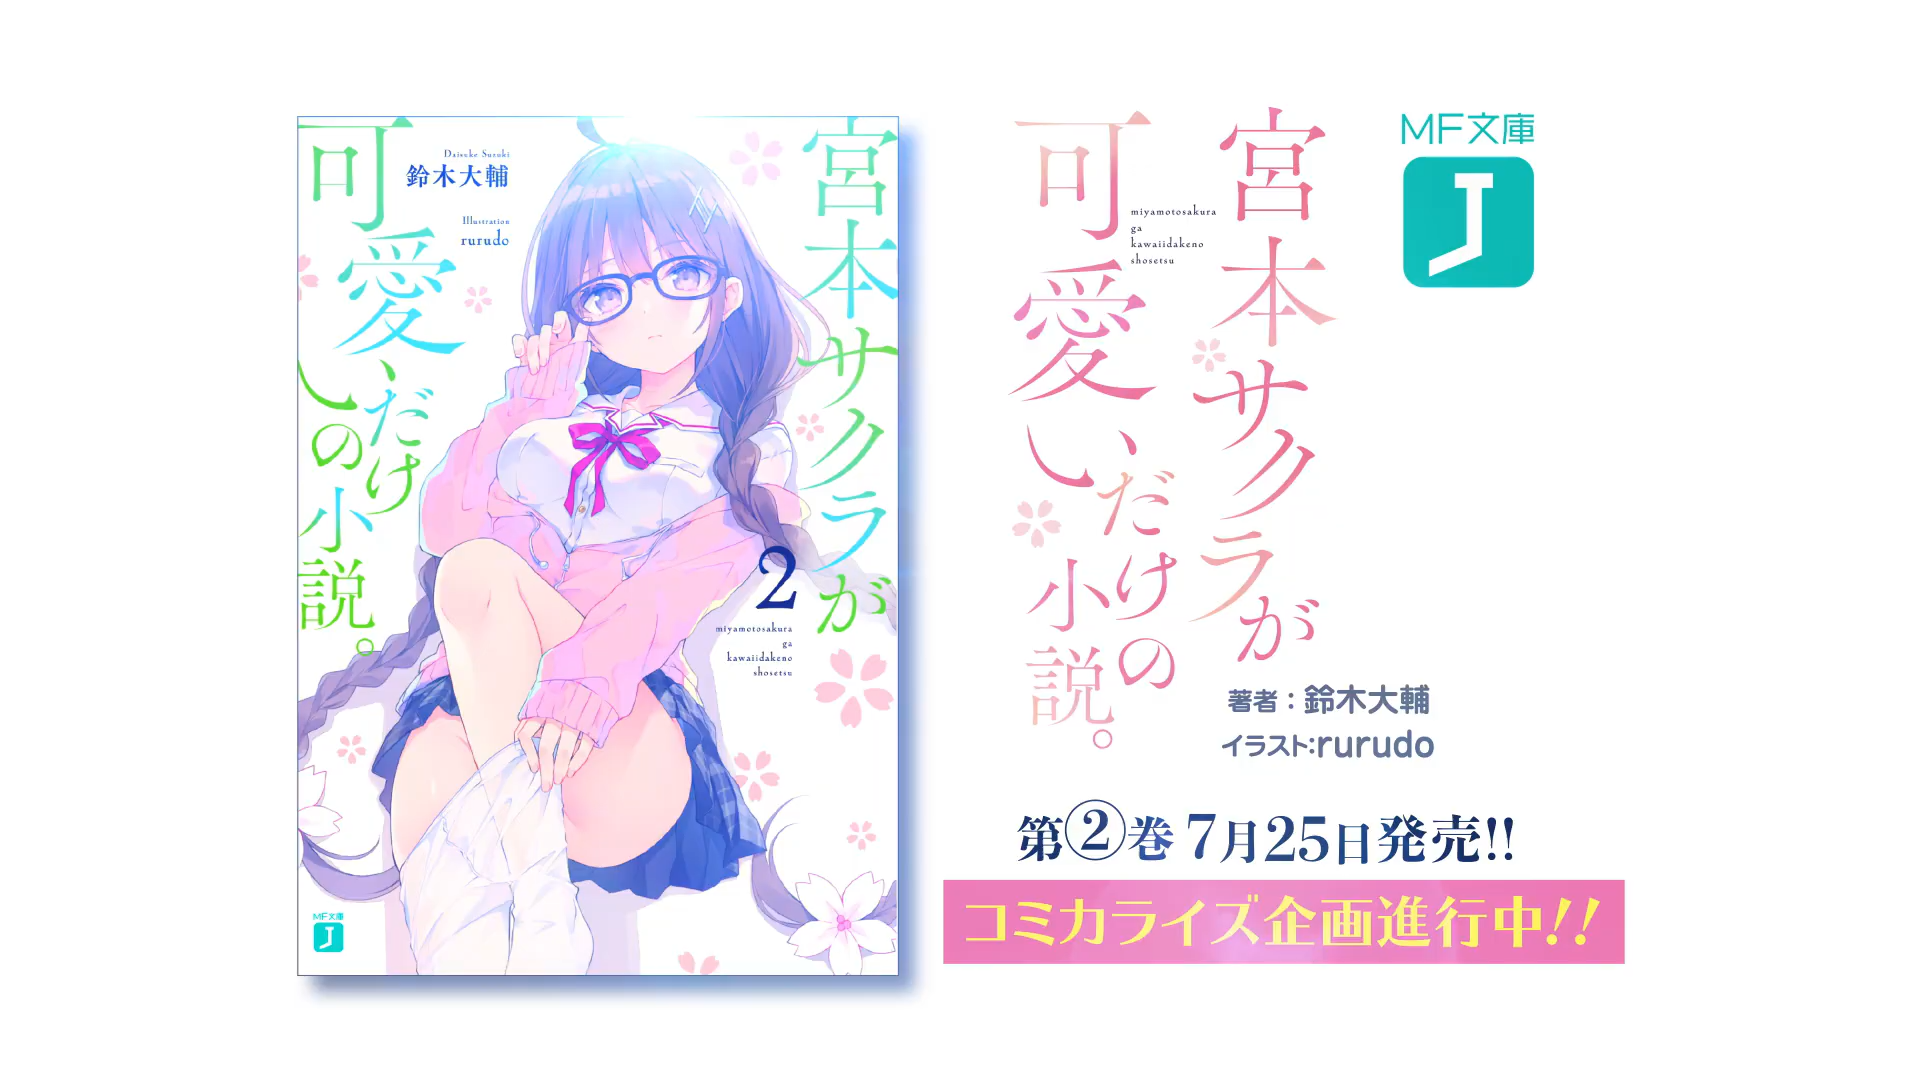 宮本サクラが
可愛いだけの小説。
Daisuke Suzuki
鈴木大輔
Illustration
rurudo
2
miyamotosakura
ga
kawaiidakeno
shosetsu
MF文庫
J
宮本サクラが
可愛いだけの小説。
miyamotosakura
ga
kawaiidakeno
shosetsu
MF文庫
J
著者：鈴木大輔
イラスト:rurudo
第②巻 7月25日発売!!
コミカライズ企画進行中!!